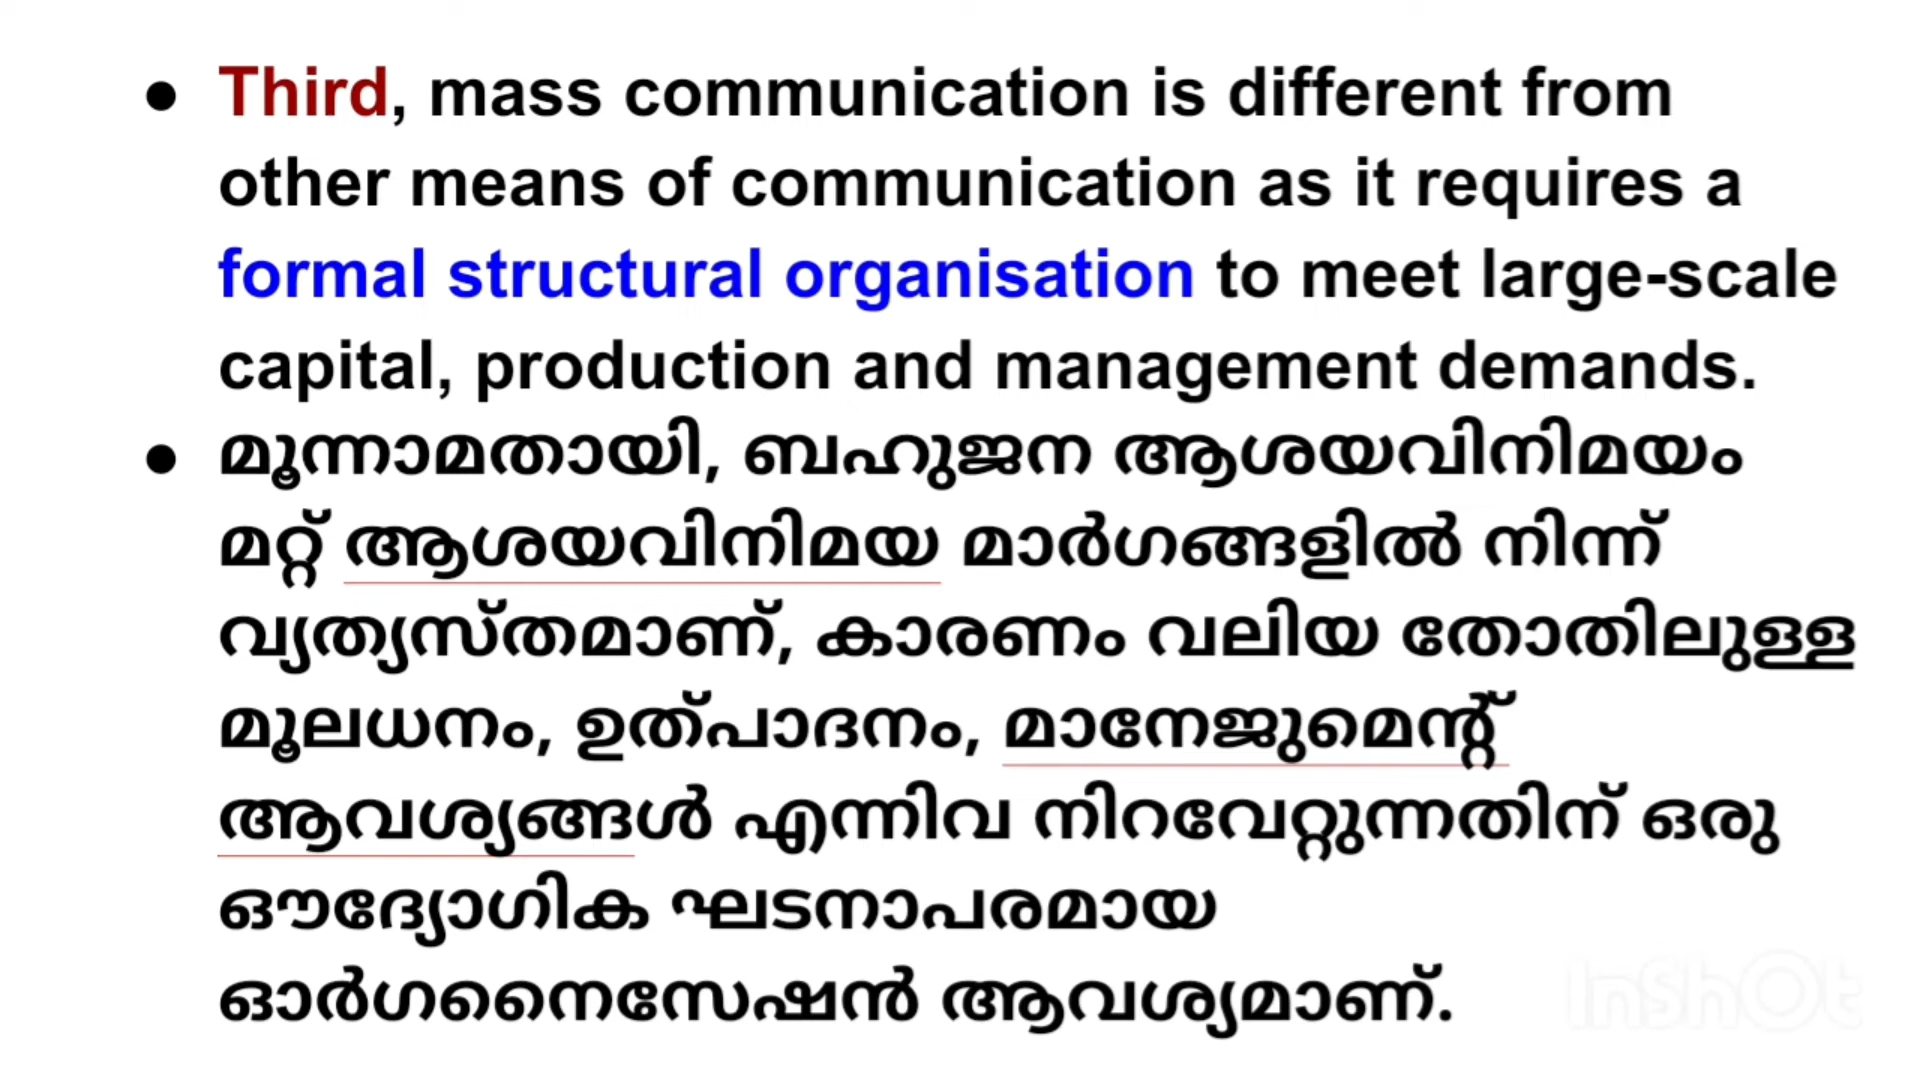 ● Third, mass communication is different from
other means of communication as it requires a
formal structural organisation to meet large-scale
capital, production and management demands.
● മൂന്നാമതായി, ബഹുജന ആശയവിനിമയം
മറ്റ് ആശയവിനിമയ മാർഗങ്ങളിൽ നിന്ന്
വ്യത്യസ്തമാണ്, കാരണം വലിയ തോതിലുള്ള
മൂലധനം, ഉത്പാദനം, മാനേജുമെന്റ്
ആവശ്യങ്ങൾ എന്നിവ നിറവേറ്റുന്നതിന് ഒരു
ഔദ്യോഗിക ഘടനാപരമായ
ഓർഗനൈസേഷൻ ആവശ്യമാണ്.
InShOt